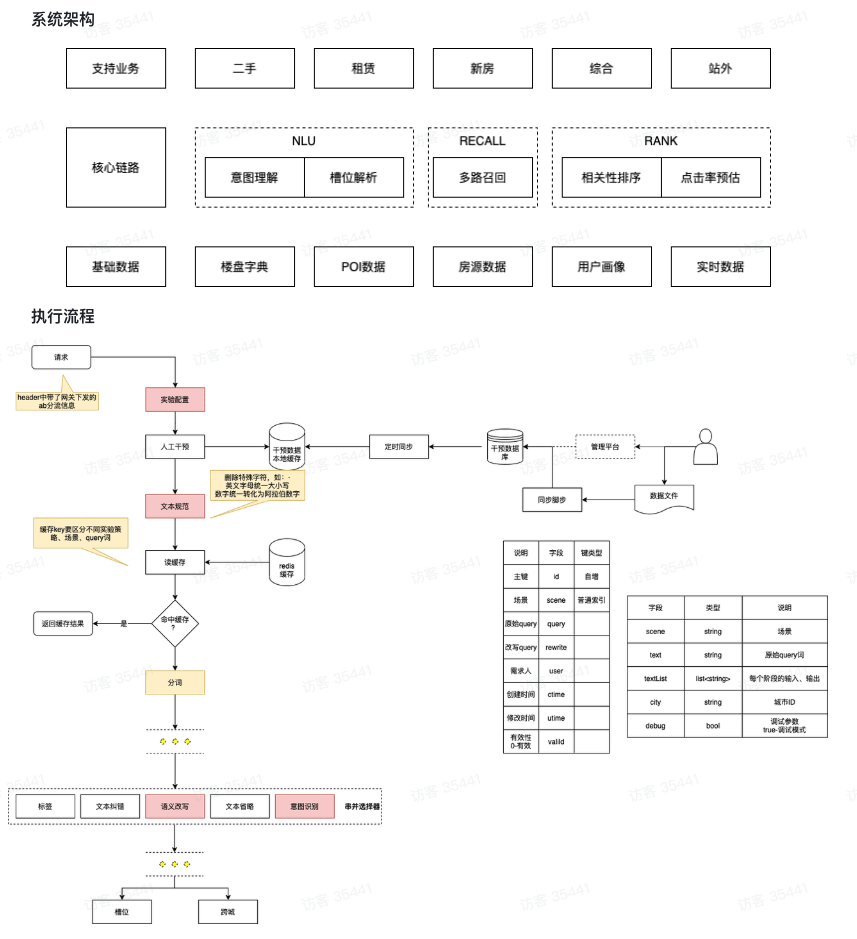 系统架构
支持业务
二手
租赁
新房
综合
站外
核心链路
NLU
意图理解
槽位解析
RECALL
多路召回
RANK
相关性排序
点击率预估
基础数据
楼盘字典
POI数据
房源数据
用户画像
实时数据
执行流程
请求
header中带了网关下发的
ab分流信息
实验配置
人工干预
干预数据
本地缓存
定时同步
干预数据
库
管理平台
同步脚步
数据文件
删除特殊字符，如：·
英文字母统一大小写
数字统一转化为阿拉伯数字
文本规范
缓存key要区分不同实验策
略、场景、query词
读缓存
redis
缓存
命中缓存
?
是
返回缓存结果
分词
标签
文本纠错
语义改写
文本省略
意图识别
串并选择器
槽位
跨城
说明 字段 键类型
主键 id 自增
场景 scene 普通索引
原始query query
改写query rewrite
需求人 user
创建时间 ctime
修改时间 utime
有效性
0-有效 valid
字段 类型 说明
scene string 场景
text string 原始query词
textList list<string> 每个阶段的输入、输出
city string 城市ID
debug bool 调试参数
true-调试模式
访客 35441